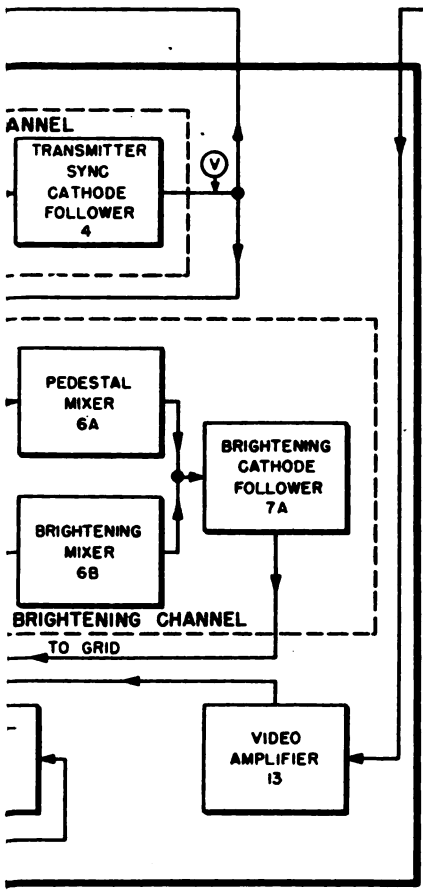 ANNEL
TRANSMITTER
SYNC
CATHODE
FOLLOWER
4
V
PEDESTAL
MIXER
6A
BRIGHTENING
CATHODE
FOLLOWER
7A
BRIGHTENING
MIXER
6B
BRIGHTENING CHANNEL
TO GRID
VIDEO
AMPLIFIER
13